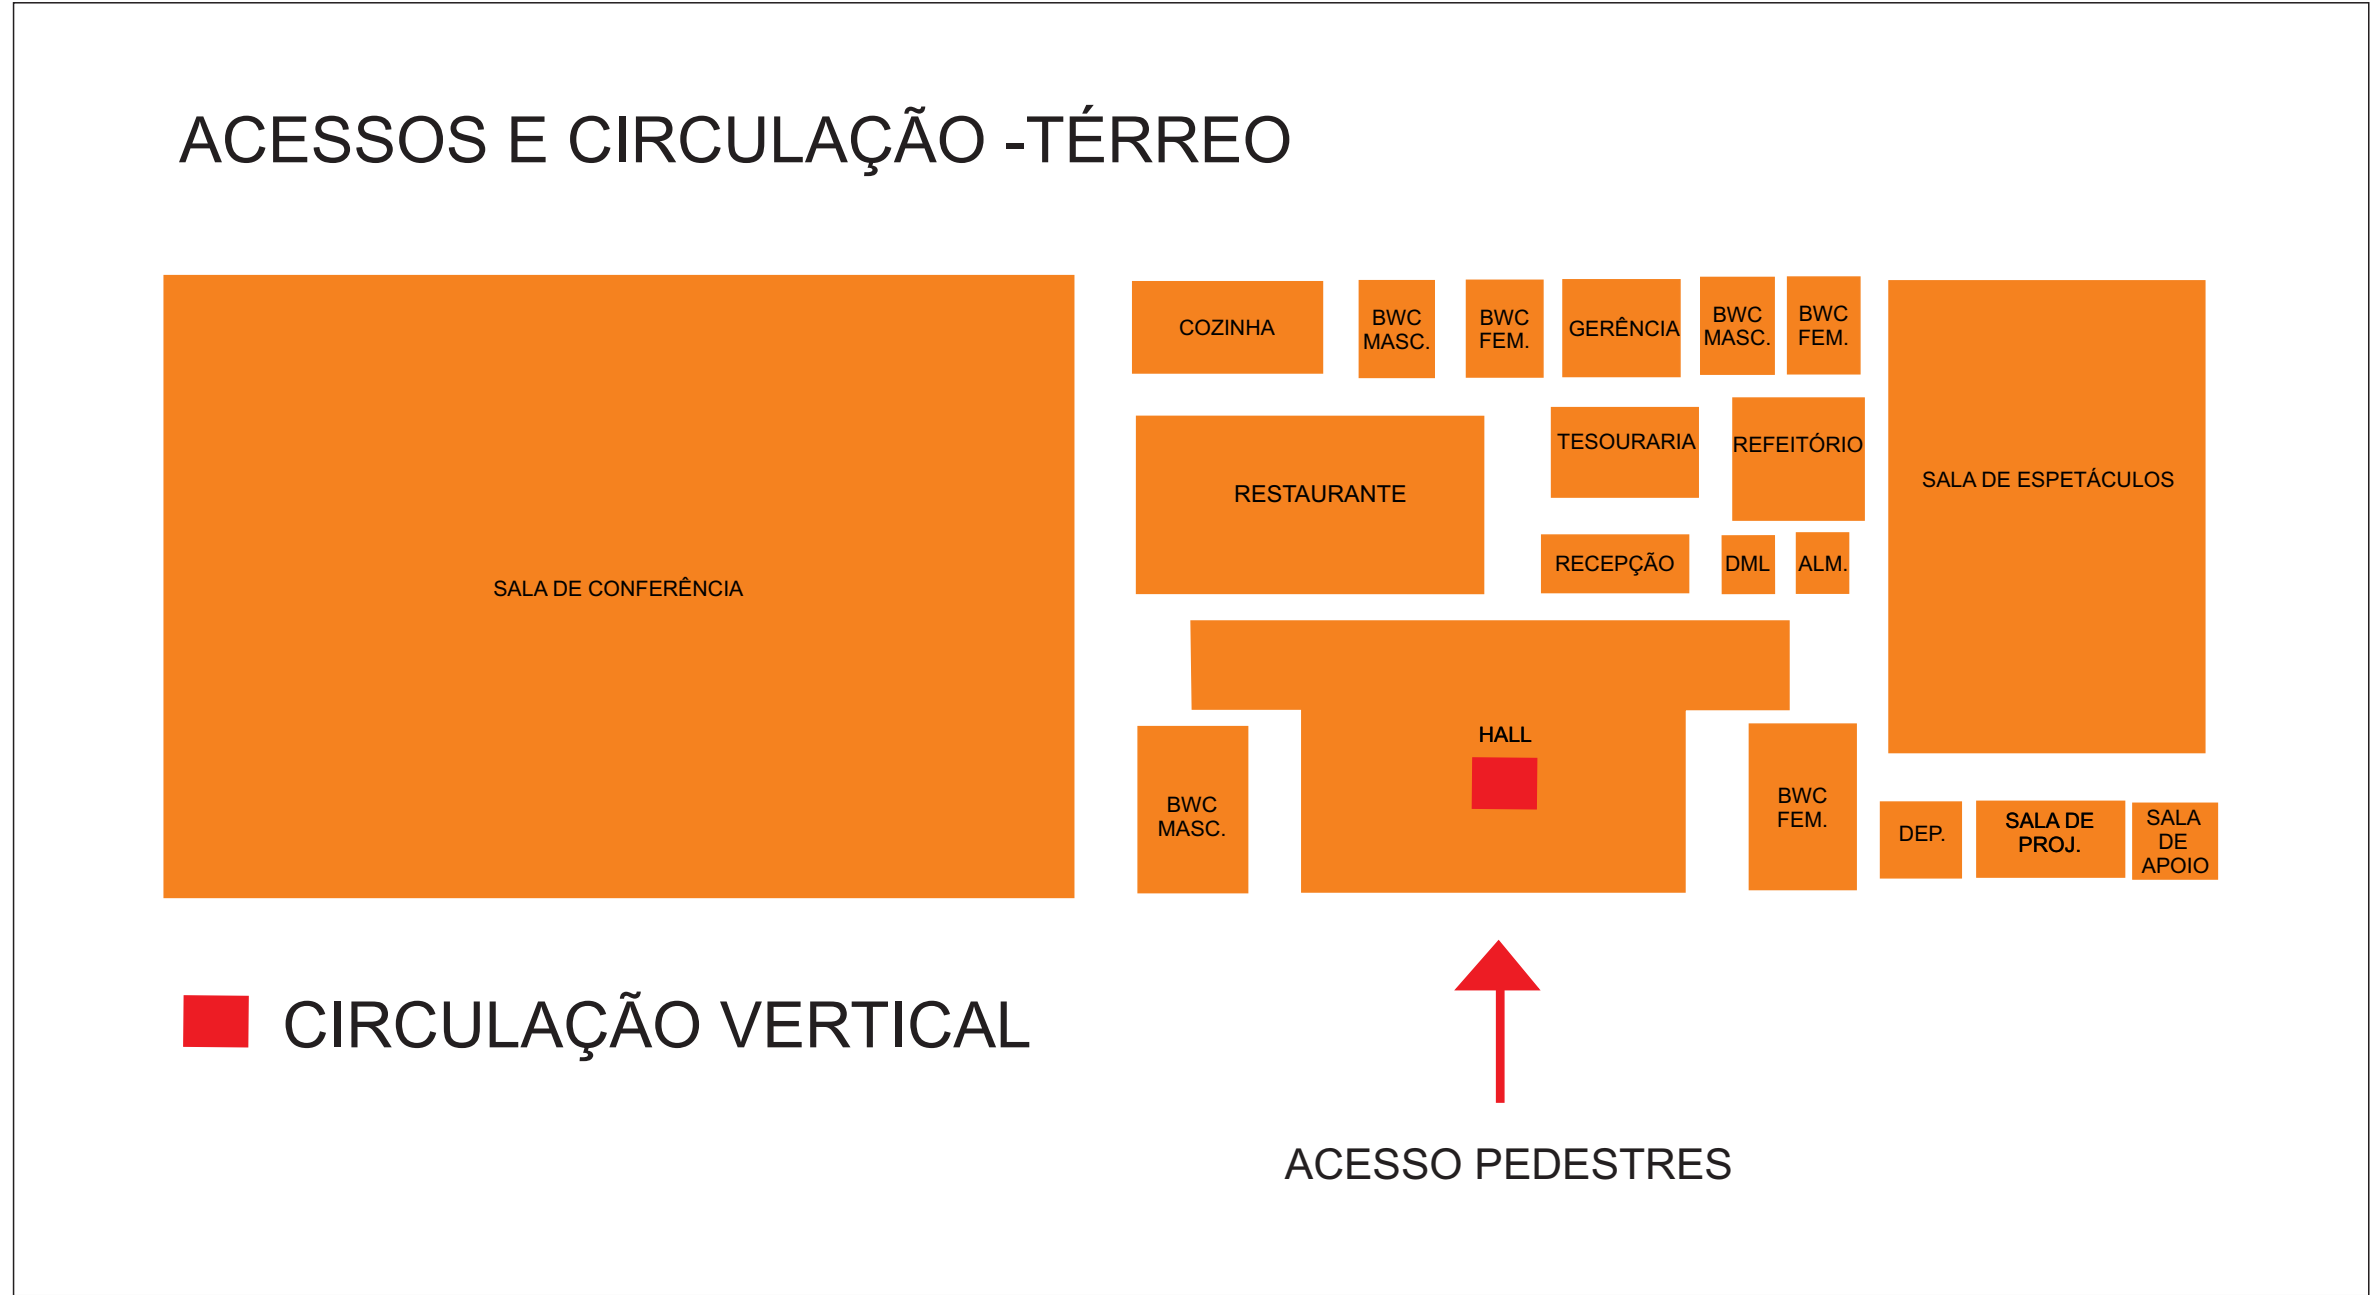 ACESSOS E CIRCULAÇÃO -TÉRREO
COZINHA
BWC
MASC.
BWC
FEM.
GERÊNCIA
BWC
MASC.
BWC
FEM.
TESOURARIA
REFEITÓRIO
SALA DE ESPETÁCULOS
RESTAURANTE
RECEPÇÃO
DML
ALM.
SALA DE CONFERÊNCIA
HALL
BWC
MASC.
BWC
FEM.
DEP.
SALA DE
PROJ.
SALA
DE
APOIO
CIRCULAÇÃO VERTICAL
ACESSO PEDESTRES